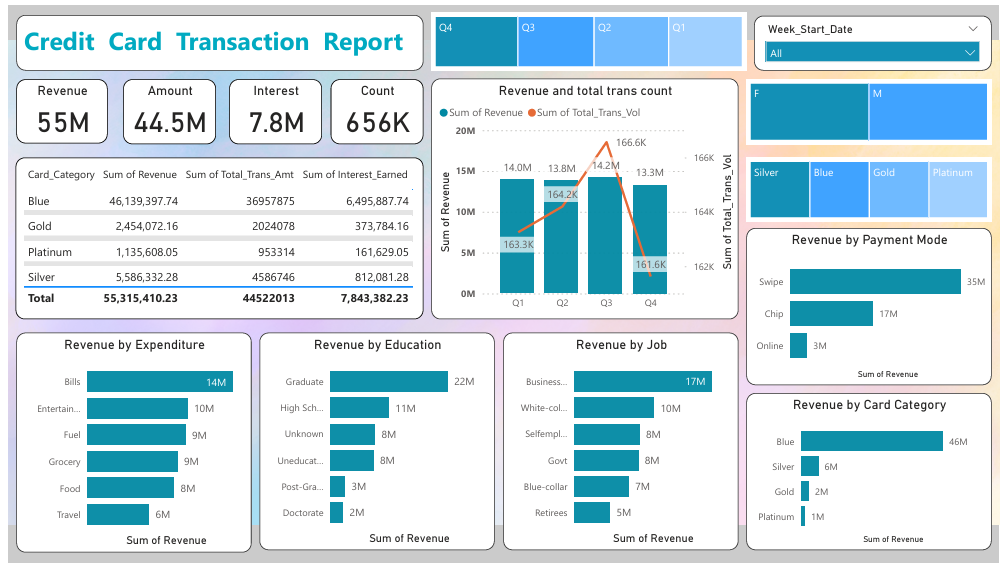 Credit Card Transaction Report
Q4 Q3 Q2 Q1
Week_Start_Date
All
Revenue
55M
Amount
44.5M
Interest
7.8M
Count
656K
Card_Category Sum of Revenue Sum of Total_Trans_Amt Sum of Interest_Earned
Blue 46,139,397.74 36957875 6,495,887.74
Gold 2,454,072.16 2024078 373,784.16
Platinum 1,135,608.05 953314 161,629.05
Silver 5,586,332.28 4586746 812,081.28
Total 55,315,410.23 44522013 7,843,382.23
Revenue and total trans count
Sum of Revenue Sum of Total_Trans_Vol
Sum of Revenue
20M
15M
10M
5M
0M
14.0M 13.8M 14.2M 13.3M
163.3K 164.2K 166.6K 161.6K
Q1 Q2 Q3 Q4
166K
164K
162K
Sum of Total_Trans_Vol
F M
Silver Blue Gold Platinum
Revenue by Payment Mode
Swipe 35M
Chip 17M
Online 3M
Sum of Revenue
Revenue by Expenditure
Bills 14M
Entertain... 10M
Fuel 9M
Grocery 9M
Food 8M
Travel 6M
Sum of Revenue
Revenue by Education
Graduate 22M
High Sch... 11M
Unknown 8M
Uneducat... 8M
Post-Gra... 3M
Doctorate 2M
Sum of Revenue
Revenue by Job
Business... 17M
White-col... 10M
Selfempl... 8M
Govt 8M
Blue-collar 7M
Retirees 5M
Sum of Revenue
Revenue by Card Category
Blue 46M
Silver 6M
Gold 2M
Platinum 1M
Sum of Revenue